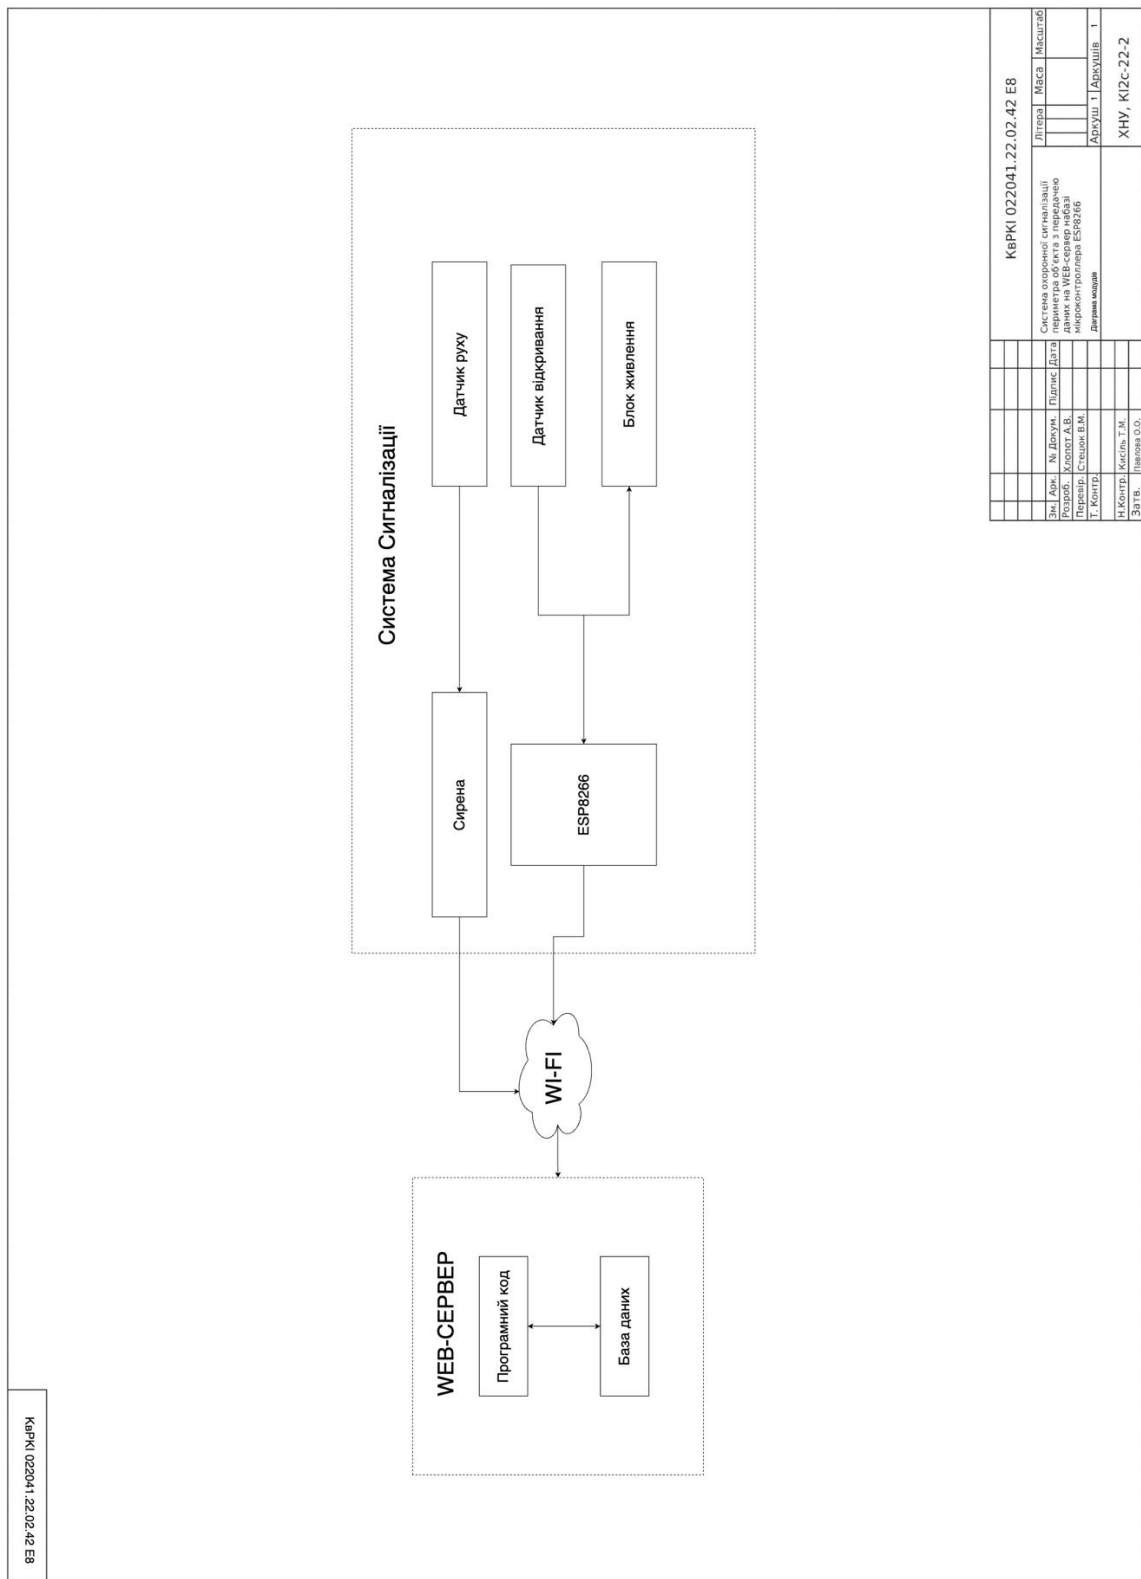 КвРКІ 022041.22.02.42 Е8
WEB-СЕРВЕР
Програмний код
База даних
WI-FI
Система Сигналізації
Сирена
ESP8266
Датчик руху
Датчик відкривання
Блок живлення
КвРКІ 022041.22.02.42 Е8
Зм. Арк. № Докум. Підпис Дата
Розроб. Хлопот А.В.
Перевір. Стецюк В.М.
Т. Контр.
Н.Контр. Кисіль Т.М.
Затв. Павлова О.О.
Система охоронної сигналізації
периметра об'єкта з передачею
даних на WEB-сервер набазі
мікроконтроллера ESP8266
Діаграма модулів
Літера Маса Масштаб
Аркуш 1 Аркушів 1
ХНУ, КІ2с-22-2